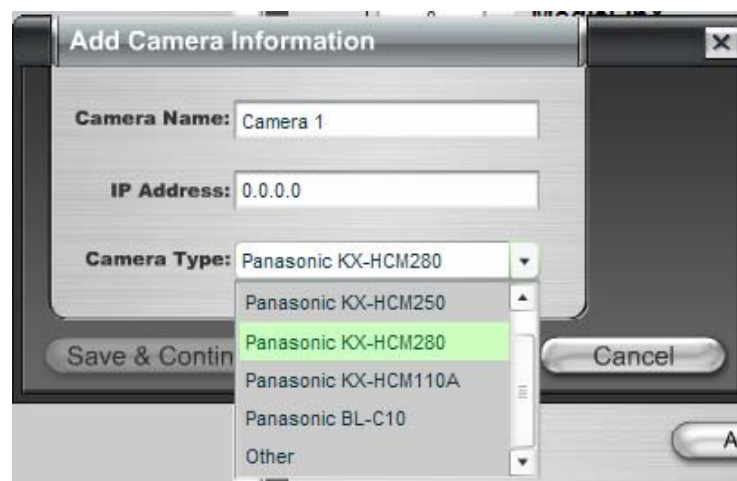 Add Camera Information
Camera Name: Camera 1
IP Address: 0.0.0.0
Camera Type: Panasonic KX-HCM280
Panasonic KX-HCM250
Panasonic KX-HCM280
Panasonic KX-HCM110A
Panasonic BL-C10
Other
Save & Contin
Cancel
A